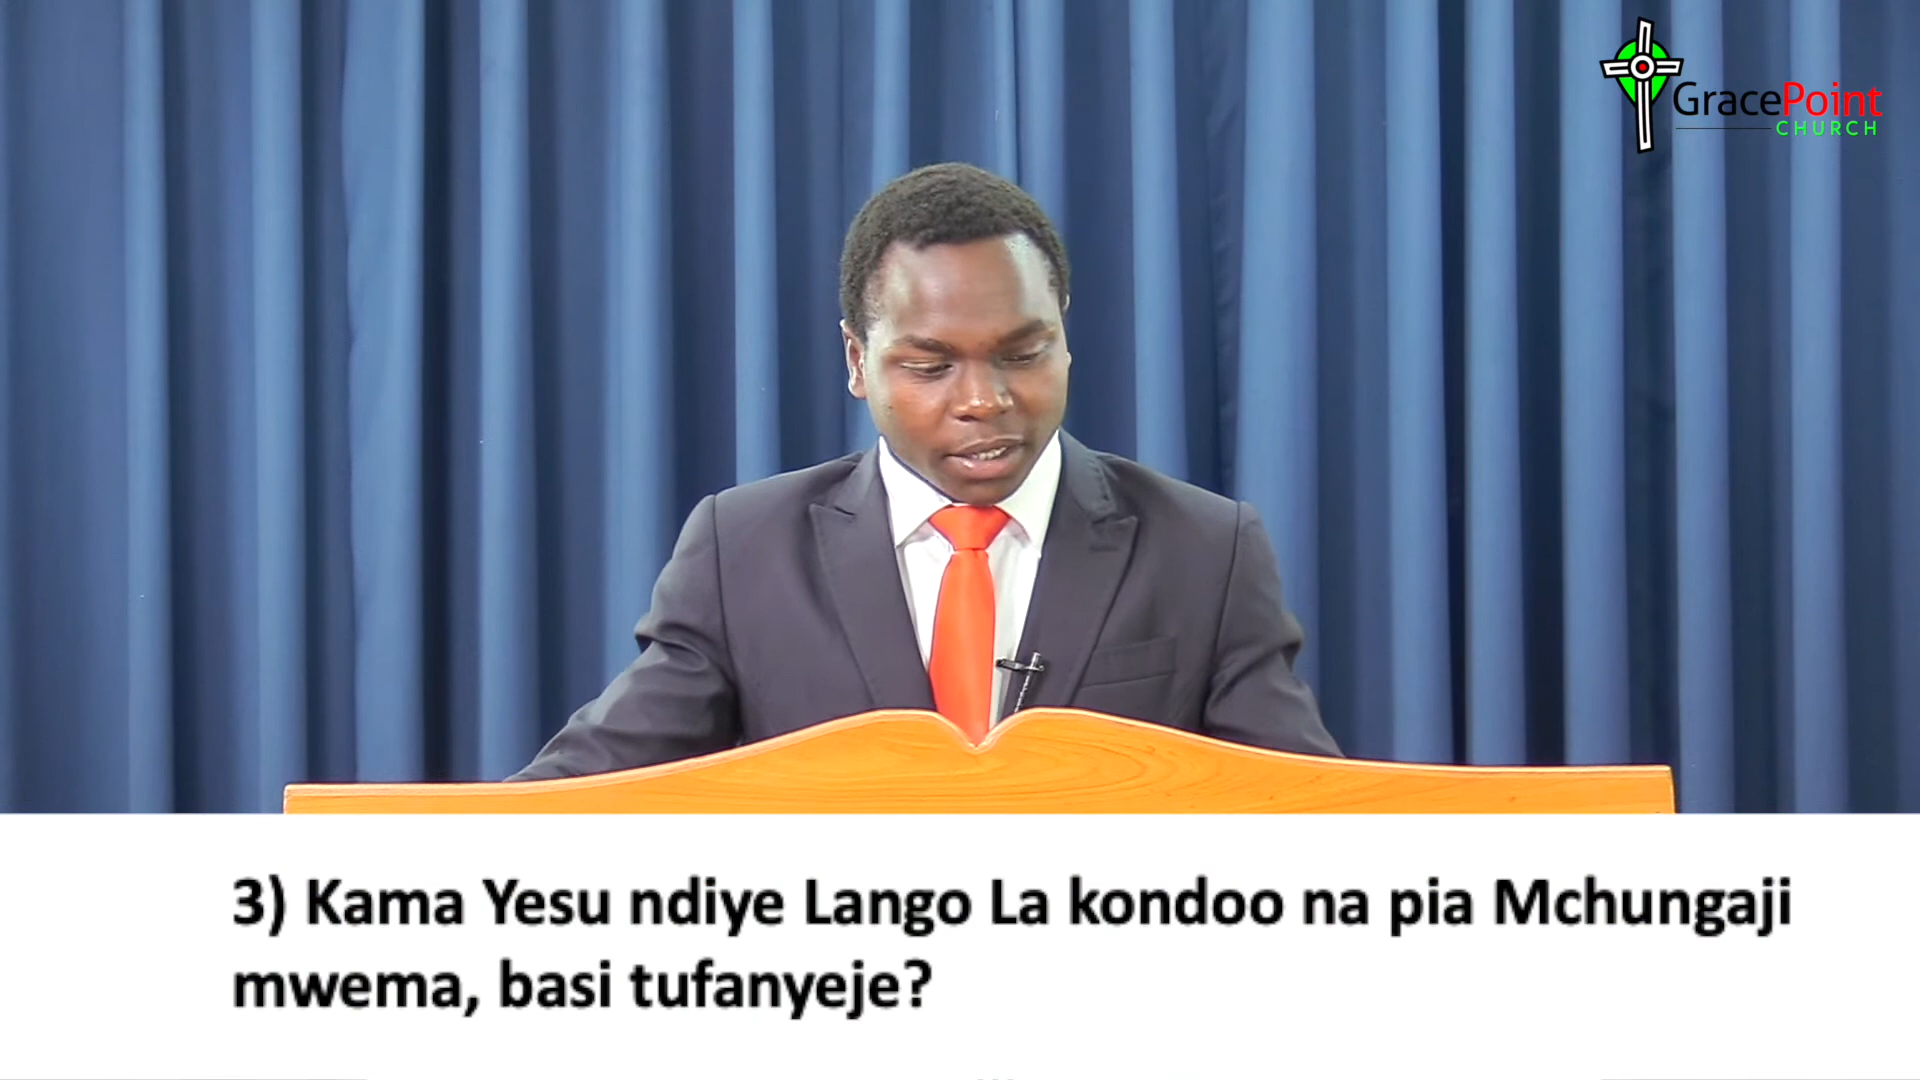 GracePoint
CHURCH
3) Kama Yesu ndiye Lango La kondoo na pia Mchungaji
mwema, basi tufanyeje?